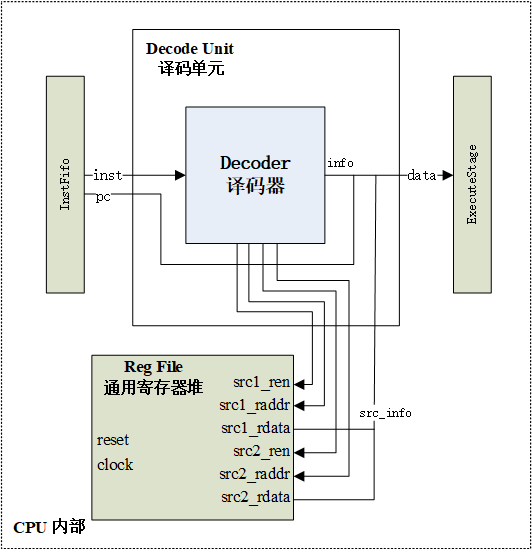 Decode Unit
译码单元
InstFifo
inst
pc
Decoder
译码器
info
data
ExecuteStage
Reg File
通用寄存器堆
reset
clock
src1_ren
src1_raddr
src1_rdata
src2_ren
src2_raddr
src2_rdata
src_info
CPU 内部